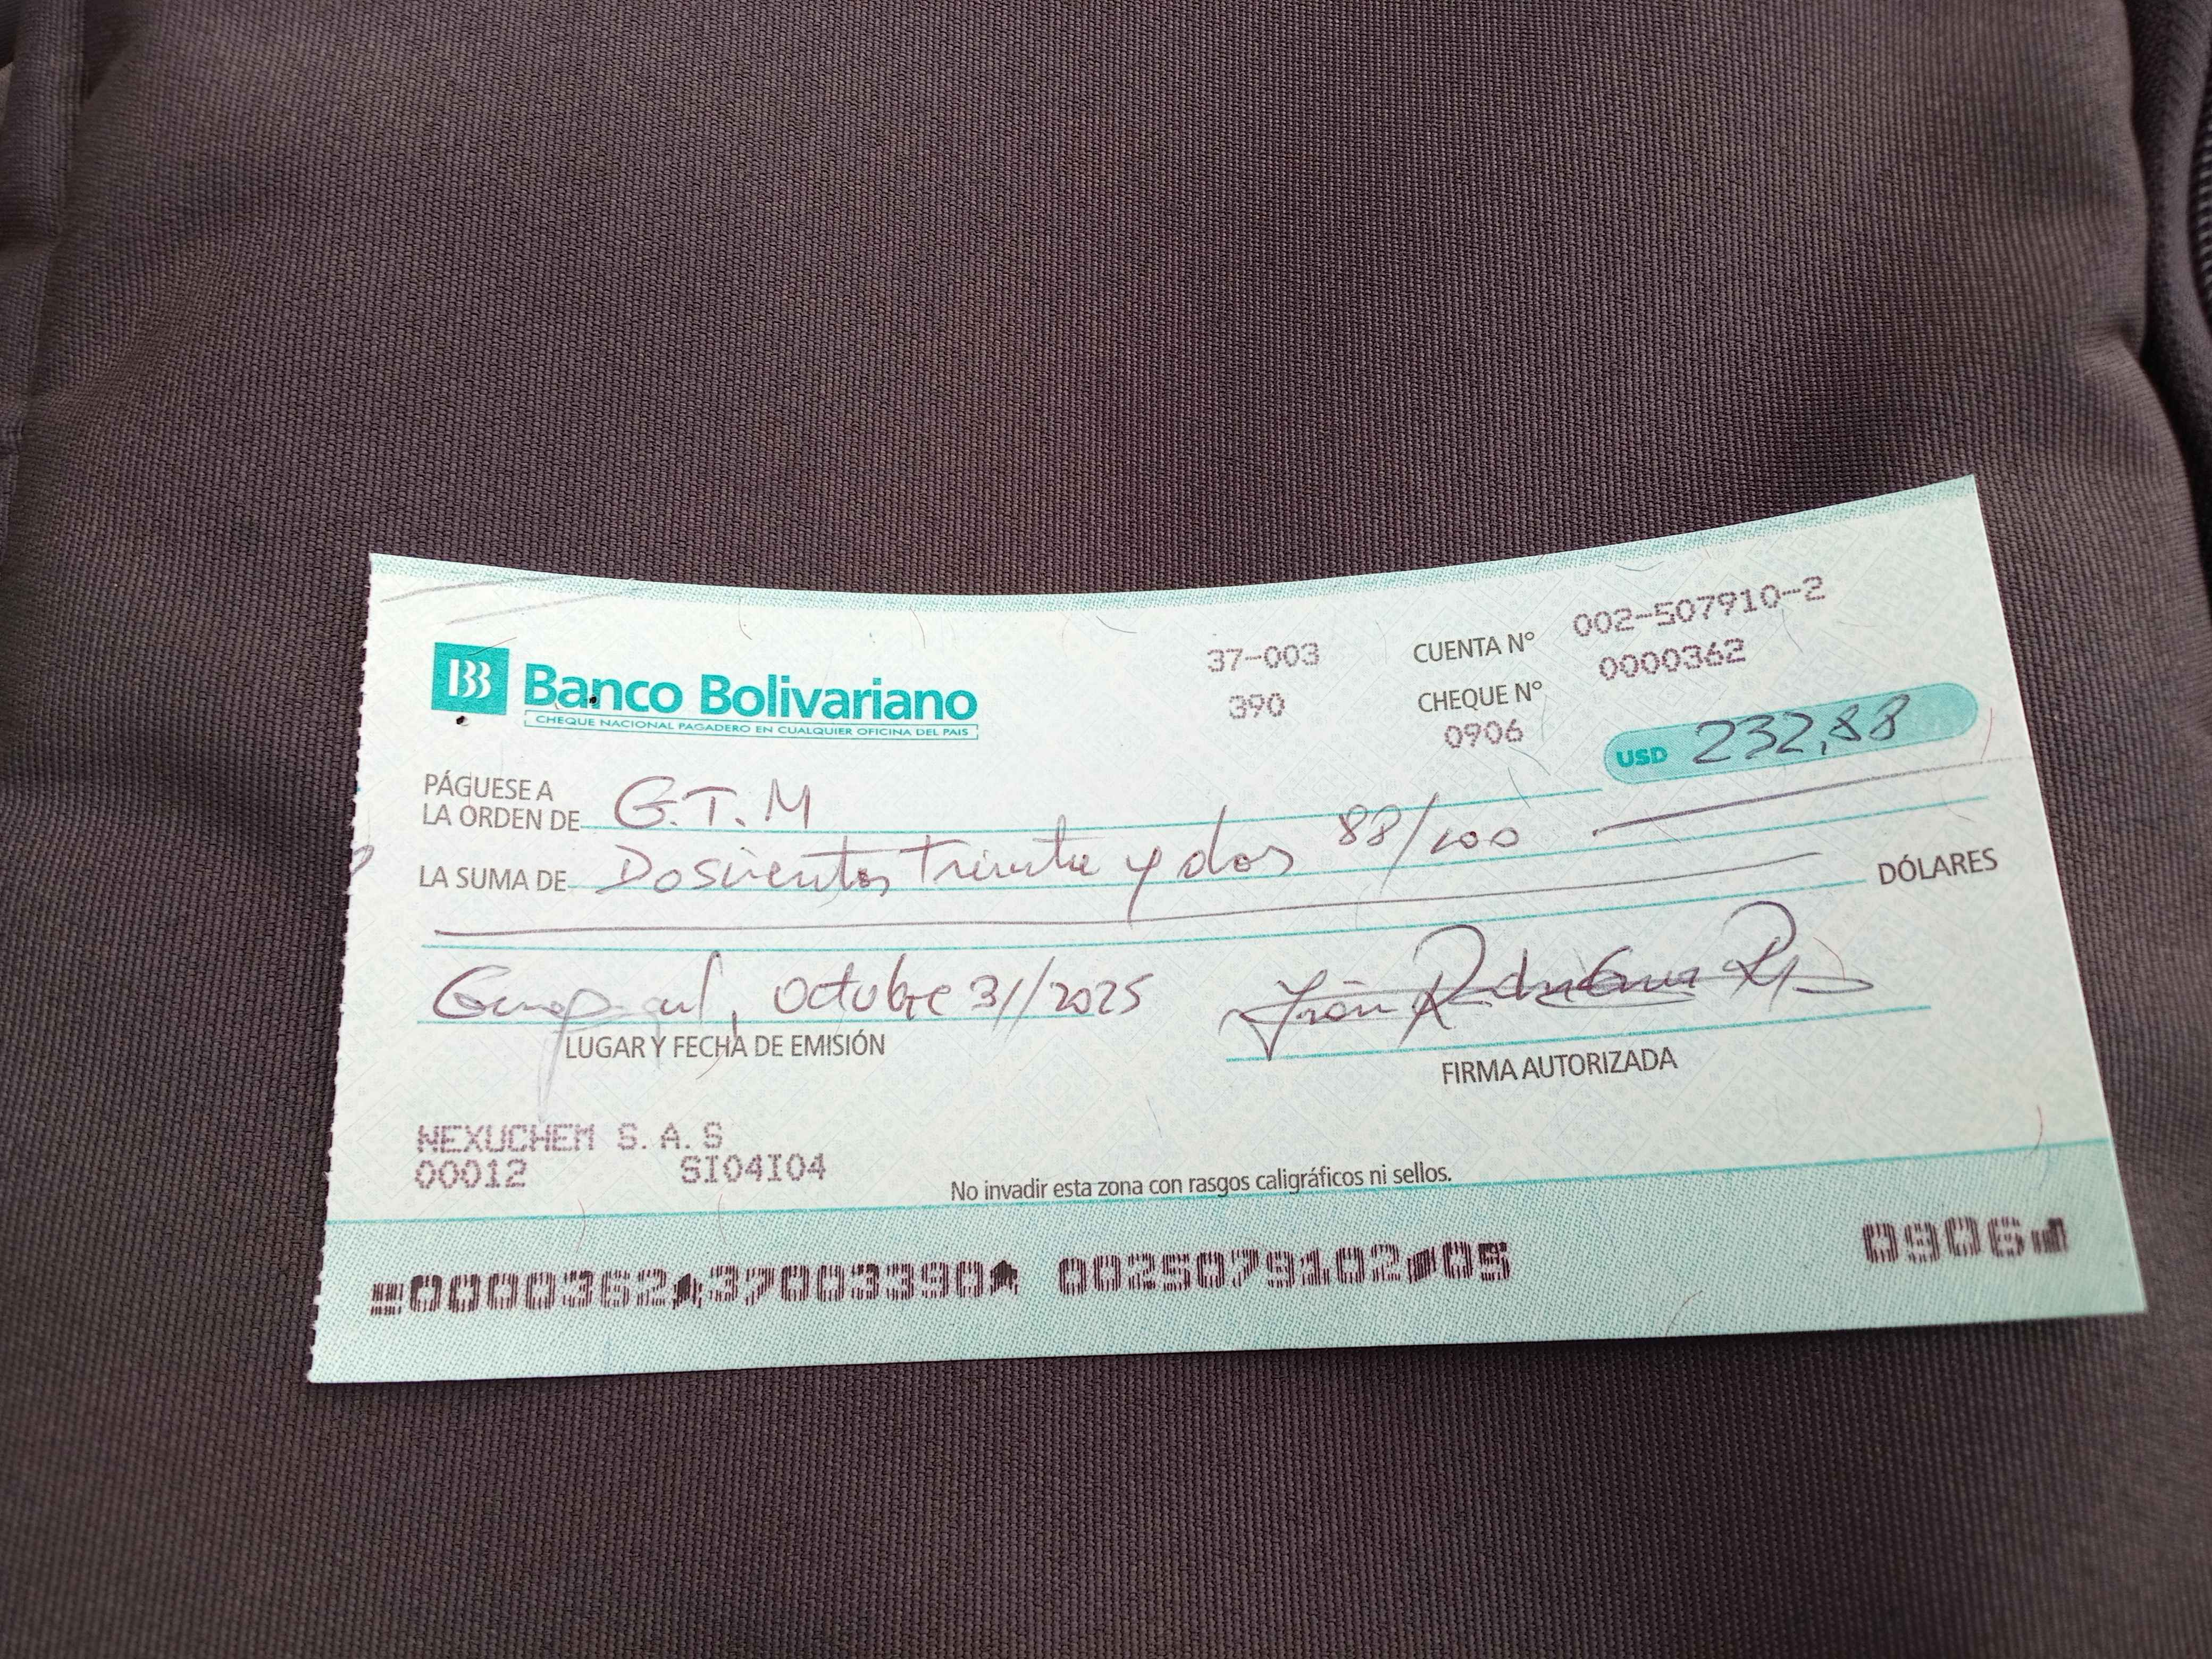 BB Banco Bolivariano
CHEQUE NACIONAL PAGADERO EN CUALQUIER OFICINA DEL PAIS
37-003
390
CUENTA N° 002-507910-2
CHEQUE N° 0000362
0906
USD 232,88
PÁGUESE A
LA ORDEN DE G.T.M
LA SUMA DE Dosientos Treinta y dos 88/100
DÓLARES
Guayaquil, Octubre 31/2025
LUGAR Y FECHA DE EMISIÓN
FIRMA AUTORIZADA
NEXUCHEM S.A.S
00012 SI04I04
No invadir esta zona con rasgos caligráficos ni sellos.
0000362 37003390 0025079102 05 0906